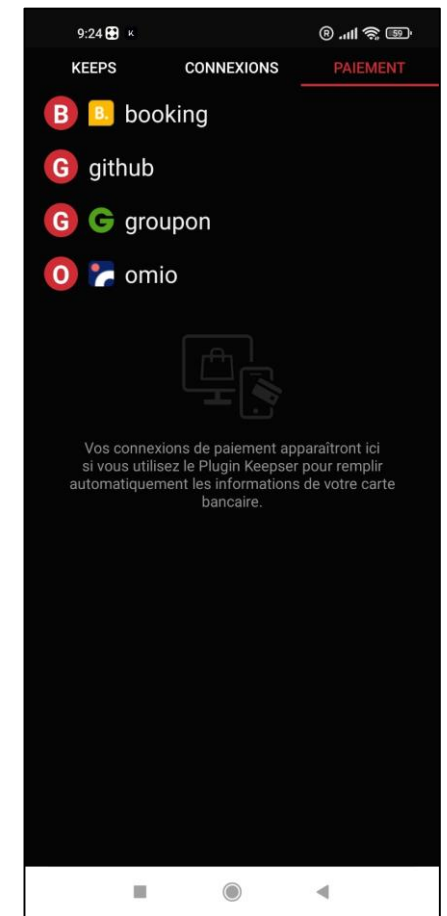 9:24 K ® 59
KEEPS CONNEXIONS PAIEMENT
B B. booking
G github
G G groupon
O omio
Vos connexions de paiement apparaîtront ici
si vous utilisez le Plugin Keepser pour remplir
automatiquement les informations de votre carte
bancaire.